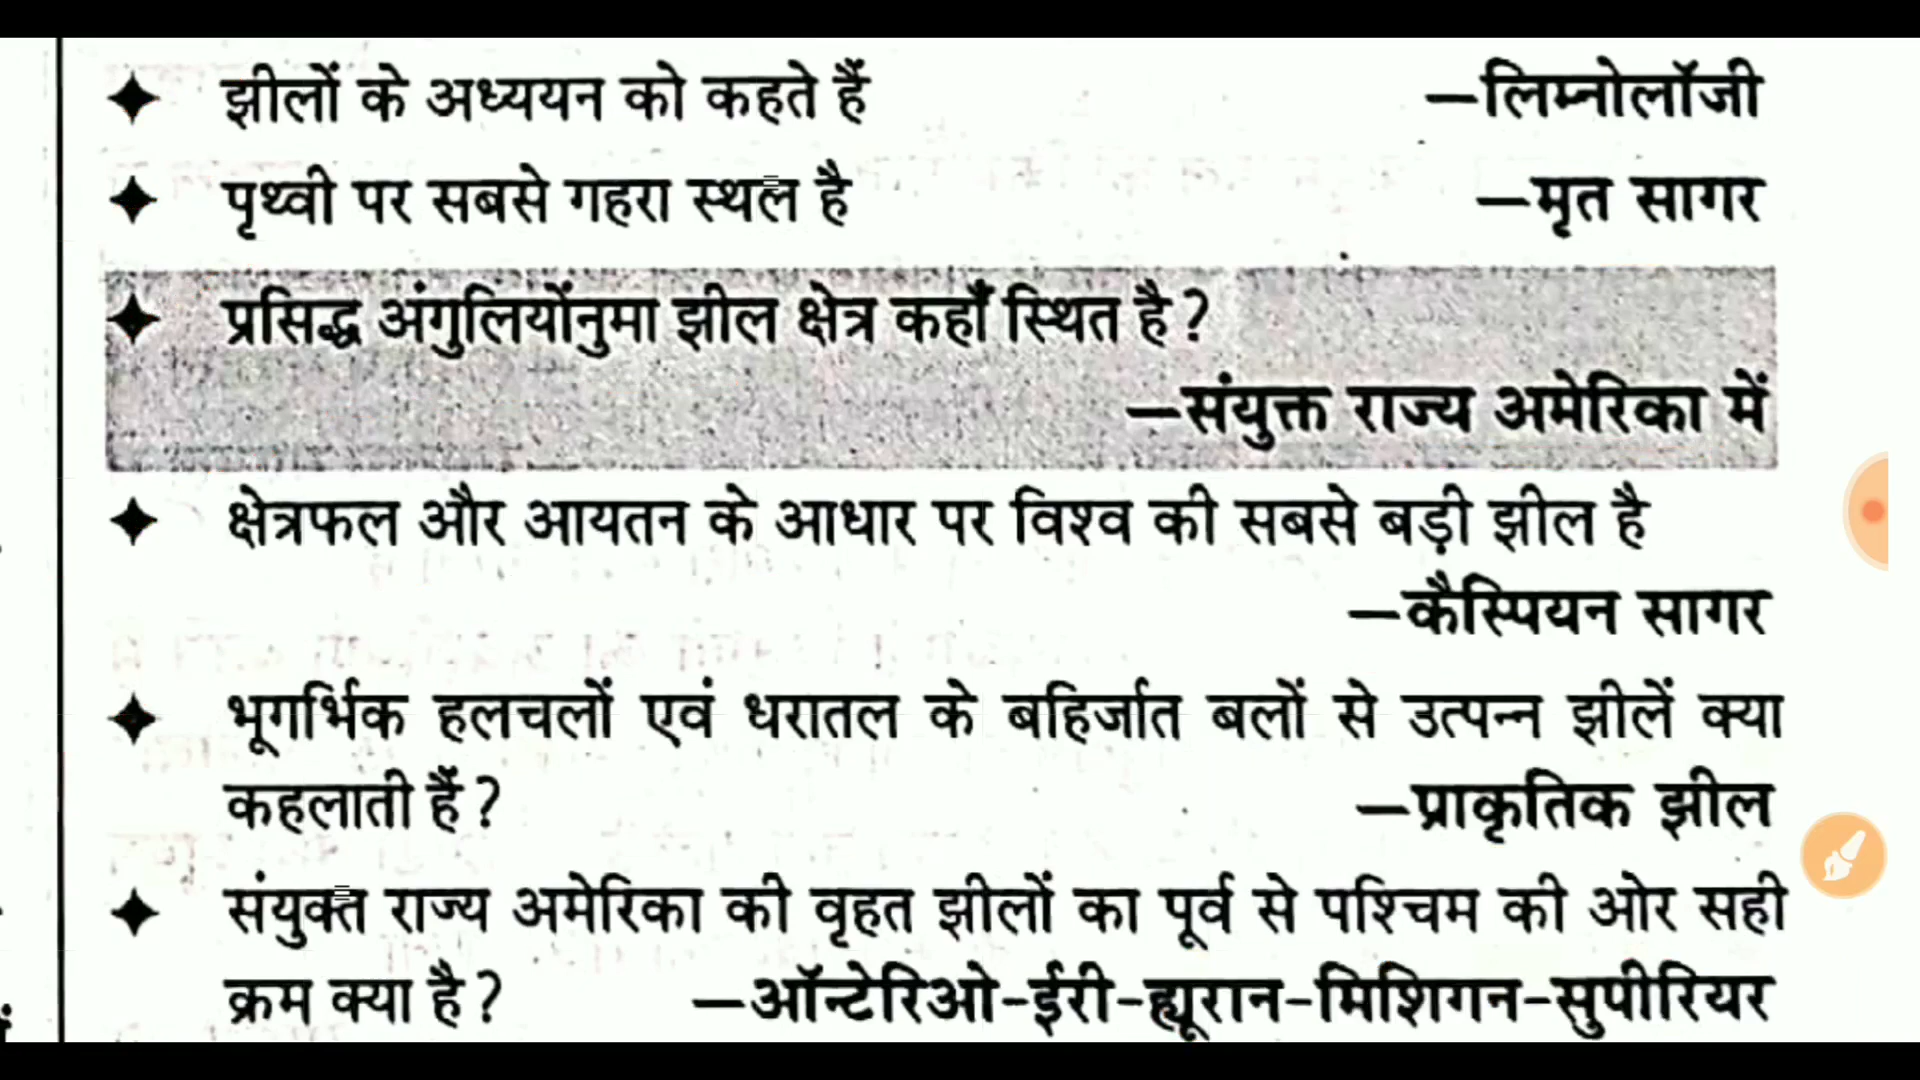 झीलों के अध्ययन को कहते हैं —लिम्नोलॉजी
पृथ्वी पर सबसे गहरा स्थल है —मृत सागर
प्रसिद्ध अंगुलियोंनुमा झील क्षेत्र कहाँ स्थित है?
—संयुक्त राज्य अमेरिका में
क्षेत्रफल और आयतन के आधार पर विश्व की सबसे बड़ी झील है
—कैस्पियन सागर
भूगर्भिक हलचलों एवं धरातल के बहिर्जात बलों से उत्पन्न झीलें क्या
कहलाती हैं? —प्राकृतिक झील
संयुक्त राज्य अमेरिका की वृहत झीलों का पूर्व से पश्चिम की ओर सही
क्रम क्या है? —ऑन्टेरिओ-ईरी-ह्यूरान-मिशिगन-सुपीरियर